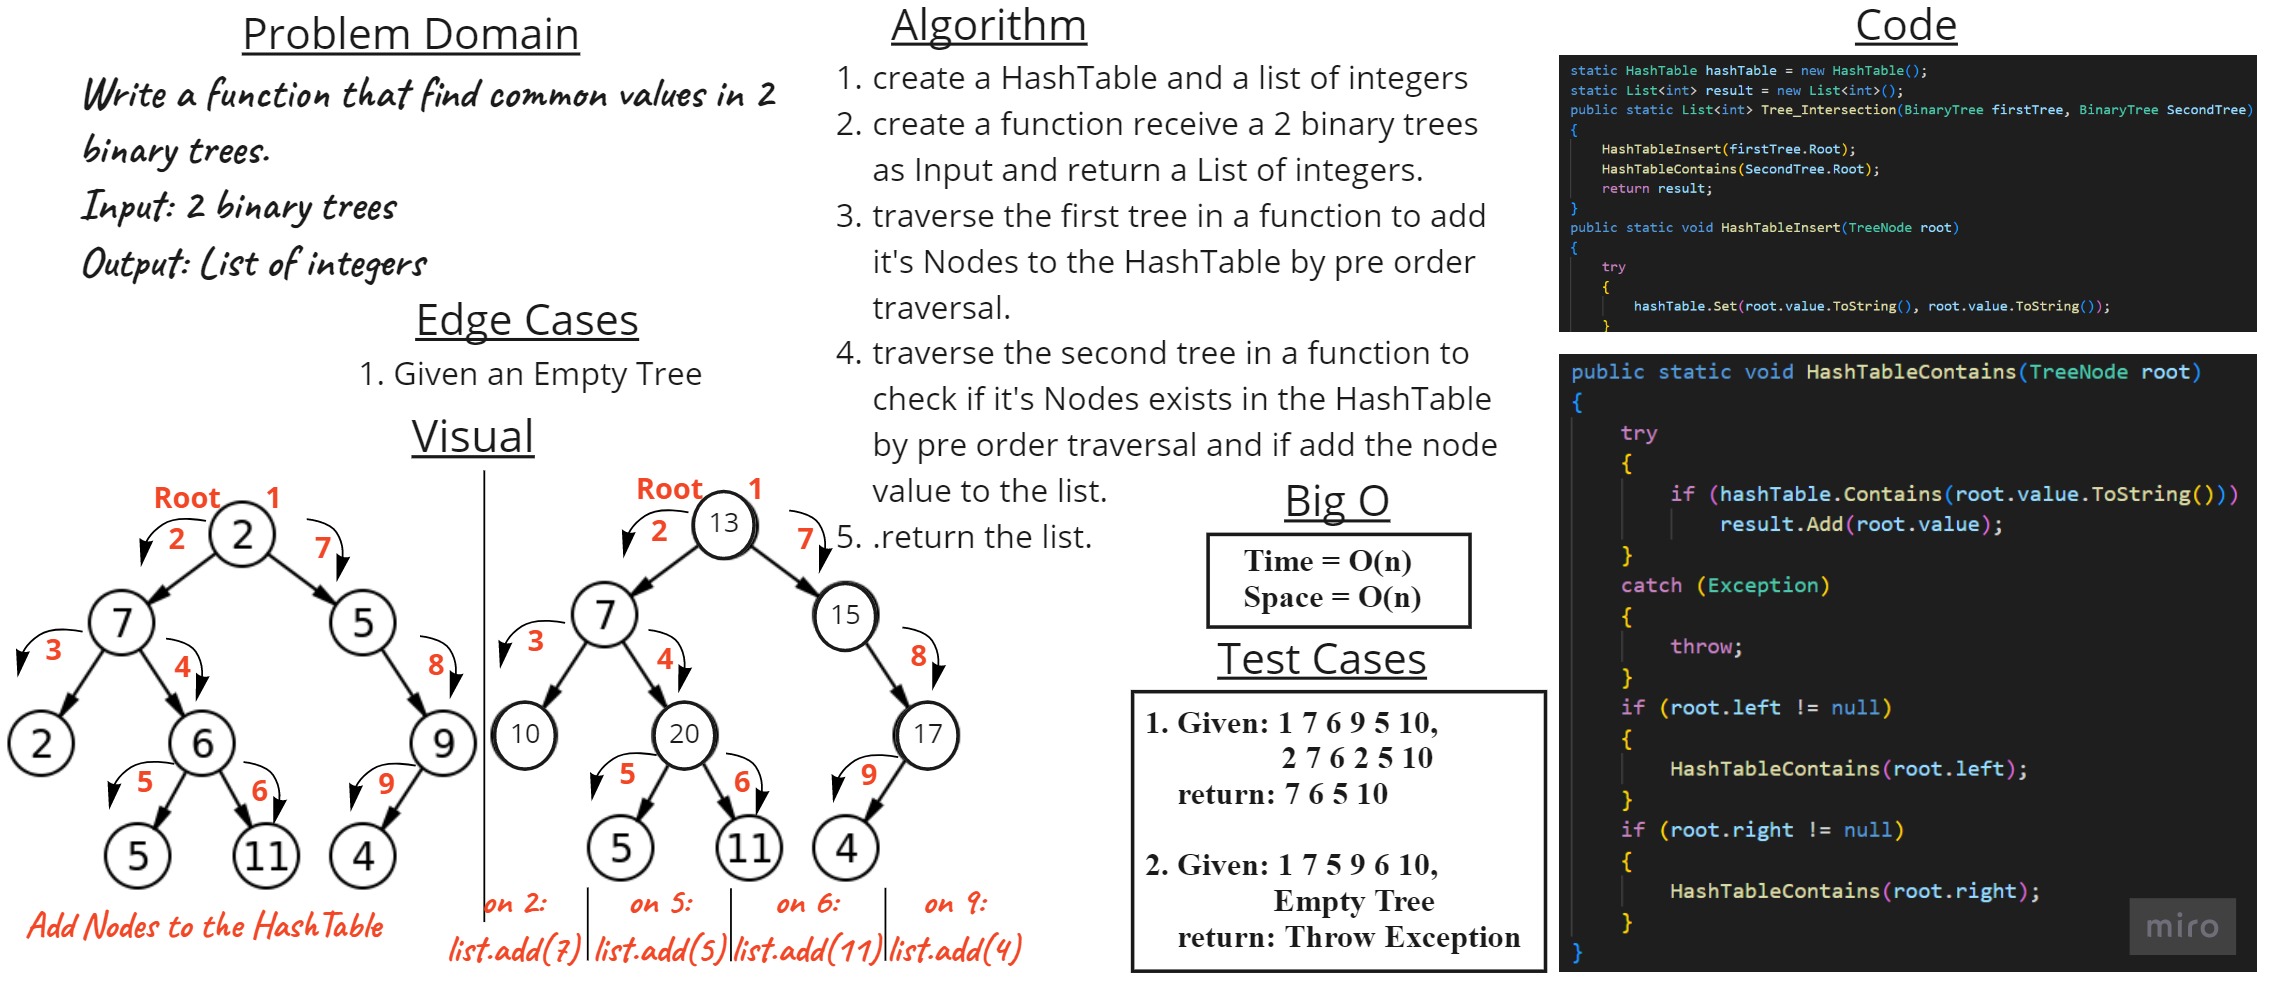 Problem Domain
Write a function that find common values in 2
binary trees.
Input: 2 binary trees
Output: List of integers
Edge Cases
1. Given an Empty Tree
Visual
Root 1
2
2
7
7
5
3
4
8
2
6
9
5
6
9
5
11
4
Add Nodes to the HashTable
Root 1
13
2
7
7
15
3
4
8
10
20
17
5
6
9
5
11
4
on 2:
list.add(7)
on 5:
list.add(5)
on 6:
list.add(11)
on 9:
list.add(4)
Algorithm
1. create a HashTable and a list of integers
2. create a function receive a 2 binary trees
as Input and return a List of integers.
3. traverse the first tree in a function to add
it's Nodes to the HashTable by pre order
traversal.
4. traverse the second tree in a function to
check if it's Nodes exists in the HashTable
by pre order traversal and if add the node
value to the list.
5. .return the list.
Big O
Time = O(n)
Space = O(n)
Test Cases
1. Given: 1 7 6 9 5 10,
2 7 6 2 5 10
return: 7 6 5 10
2. Given: 1 7 5 9 6 10,
Empty Tree
return: Throw Exception
Code
static HashTable hashTable = new HashTable();
static List<int> result = new List<int>();
public static List<int> Tree_Intersection(BinaryTree firstTree, BinaryTree SecondTree)
{
HashTableInsert(firstTree.Root);
HashTableContains(SecondTree.Root);
return result;
}
public static void HashTableInsert(TreeNode root)
{
try
{
hashTable.Set(root.value.ToString(), root.value.ToString());
}
public static void HashTableContains(TreeNode root)
{
try
{
if (hashTable.Contains(root.value.ToString()))
result.Add(root.value);
}
catch (Exception)
{
throw;
}
if (root.left != null)
{
HashTableContains(root.left);
}
if (root.right != null)
{
HashTableContains(root.right);
}
}
miro